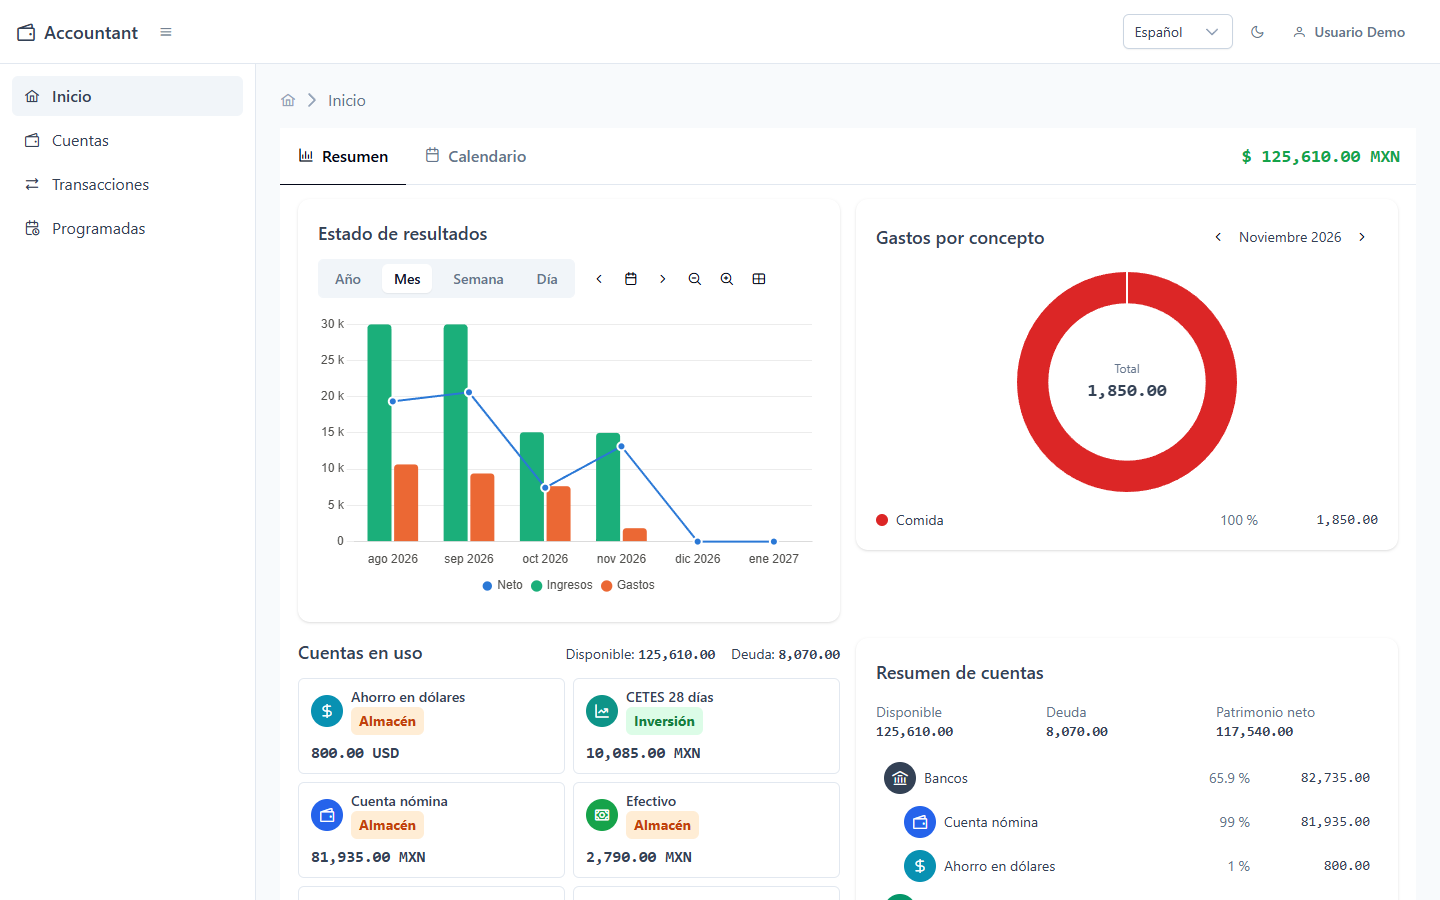 Accountant
Español
Usuario Demo
Inicio
Cuentas
Transacciones
Programadas
Inicio
Resumen
Calendario
$ 125,610.00 MXN
Estado de resultados
Año Mes Semana Día
30 k
25 k
20 k
15 k
10 k
5 k
0
ago 2026 sep 2026 oct 2026 nov 2026 dic 2026 ene 2027
Neto Ingresos Gastos
Gastos por concepto
Noviembre 2026
Total
1,850.00
Comida 100 % 1,850.00
Cuentas en uso
Disponible: 125,610.00 Deuda: 8,070.00
Ahorro en dólares
Almacén
800.00 USD
CETES 28 días
Inversión
10,085.00 MXN
Cuenta nómina
Almacén
81,935.00 MXN
Efectivo
Almacén
2,790.00 MXN
Resumen de cuentas
Disponible Deuda Patrimonio neto
125,610.00 8,070.00 117,540.00
Bancos 65.9 % 82,735.00
Cuenta nómina 99 % 81,935.00
Ahorro en dólares 1 % 800.00